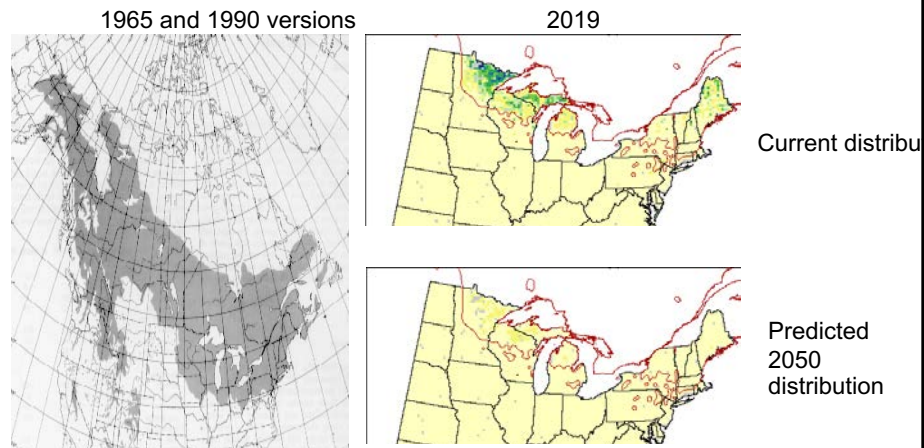 1965 and 1990 versions
2019
Current distribu
Predicted
2050
distribution